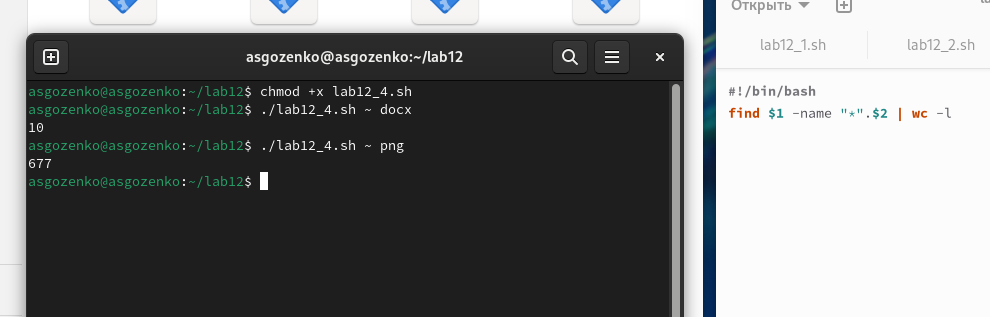 asgozenko@asgozenko:~/lab12
asgozenko@asgozenko:~/lab12$ chmod +x lab12_4.sh
asgozenko@asgozenko:~/lab12$ ./lab12_4.sh ~ docx
10
asgozenko@asgozenko:~/lab12$ ./lab12_4.sh ~ png
677
asgozenko@asgozenko:~/lab12$
Открыть
lab12_1.sh
lab12_2.sh
#!/bin/bash
find $1 -name "*".$2 | wc -l